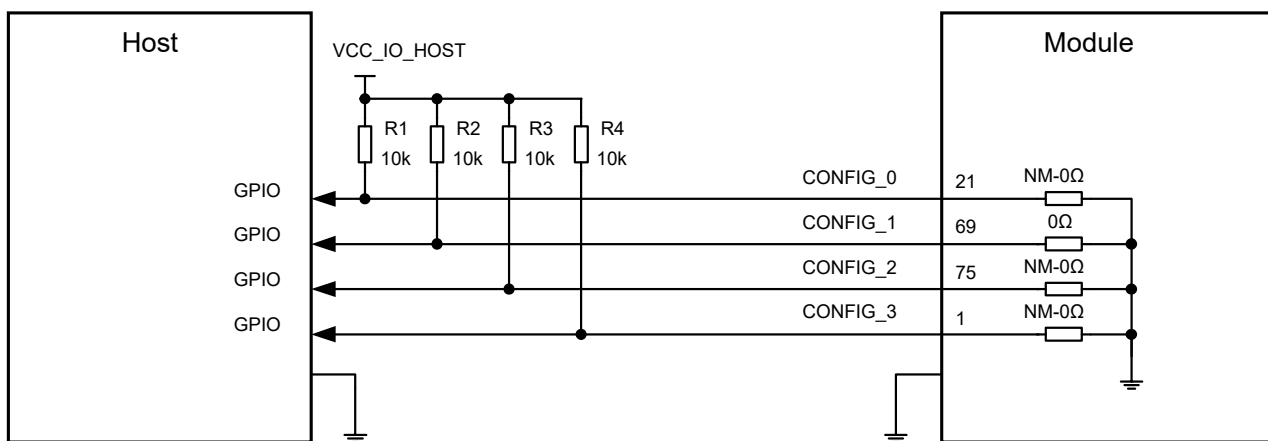 Host
Module
VCC_IO_HOST
R1 R2 R3 R4
10k 10k 10k 10k
GPIO CONFIG_0 21 NM-0Ω
GPIO CONFIG_1 69 0Ω
GPIO CONFIG_2 75 NM-0Ω
GPIO CONFIG_3 1 NM-0Ω